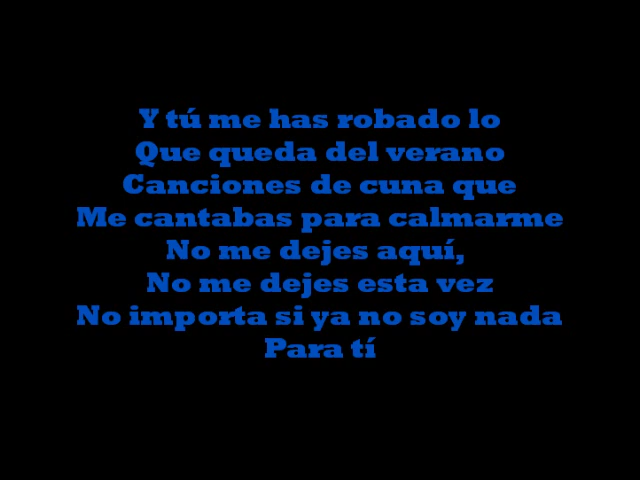 Y tú me has robado lo
Que queda del verano
Canciones de cuna que
Me cantabas para calmarme
No me dejes aquí,
No me dejes esta vez
No importa si ya no soy nada
Para tí